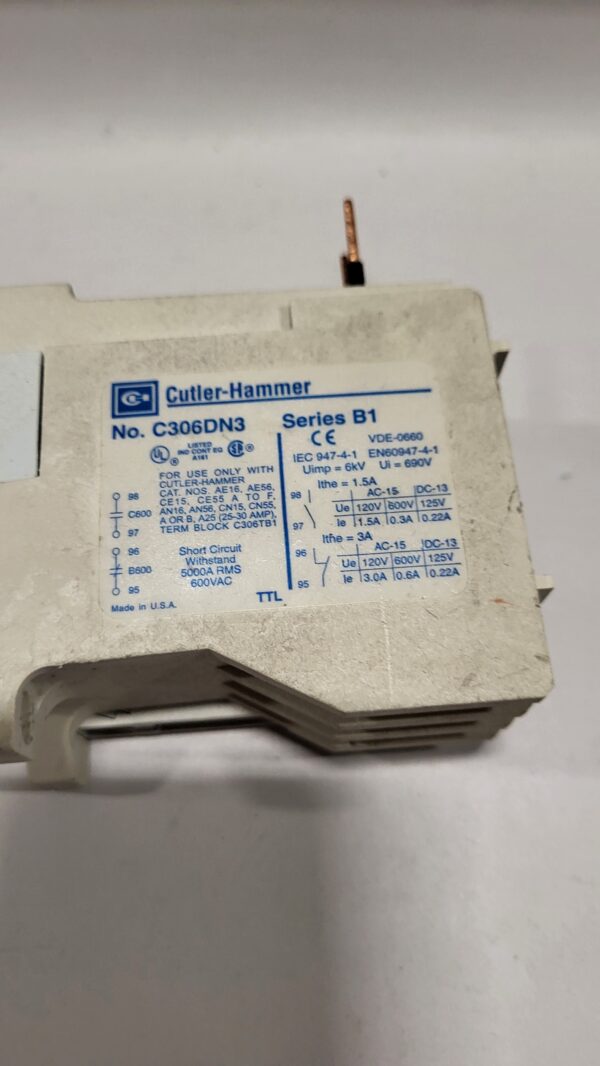 Cutler-Hammer
No. C306DN3
Series B1
UL
LISTED
IND CONT EQ
A161
SA
FOR USE ONLY WITH
CUTLER-HAMMER
CAT. NOS. AE16, AE56,
CE15, CE55 A TO F,
AN16, AN56, CN15, CN55,
A OR B, A25 (25-30 AMP),
TERM BLOCK C306TB1
98
C600
97
96
B600
95
Short Circuit
Withstand
5000A RMS
600VAC
Made in U.S.A.
TTL
CE VDE-0660
IEC 947-4-1 EN60947-4-1
Uimp = 6kV Ui = 690V
Ithe = 1.5A
98
97
AC-15 DC-13
Ue 120V 600V 125V
Ie 1.5A 0.3A 0.22A
Ithe = 3A
96
95
AC-15 DC-13
Ue 120V 600V 125V
Ie 3.0A 0.6A 0.22A